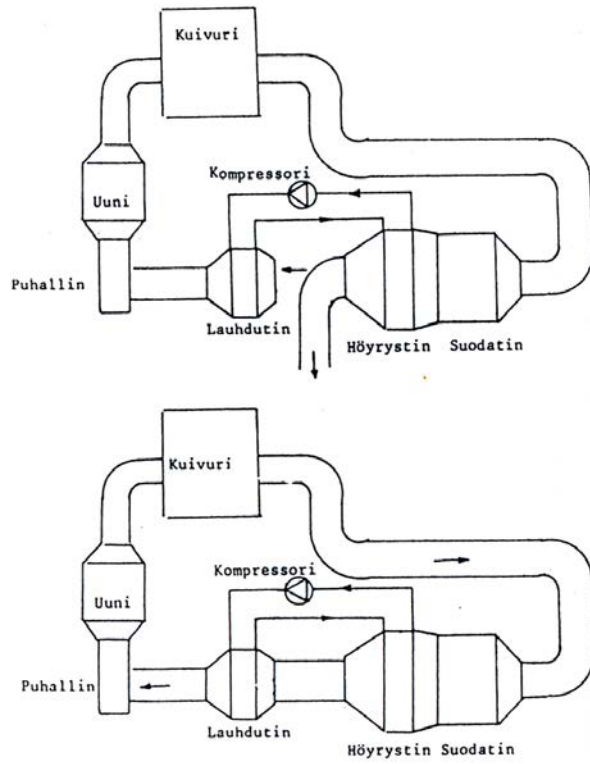 Kuivuri
Kompressori
Uuni
Puhallin
Lauhdutin
Höyrystin Suodatin
Kuivuri
Kompressori
Uuni
Puhallin
Lauhdutin
Höyrystin Suodatin